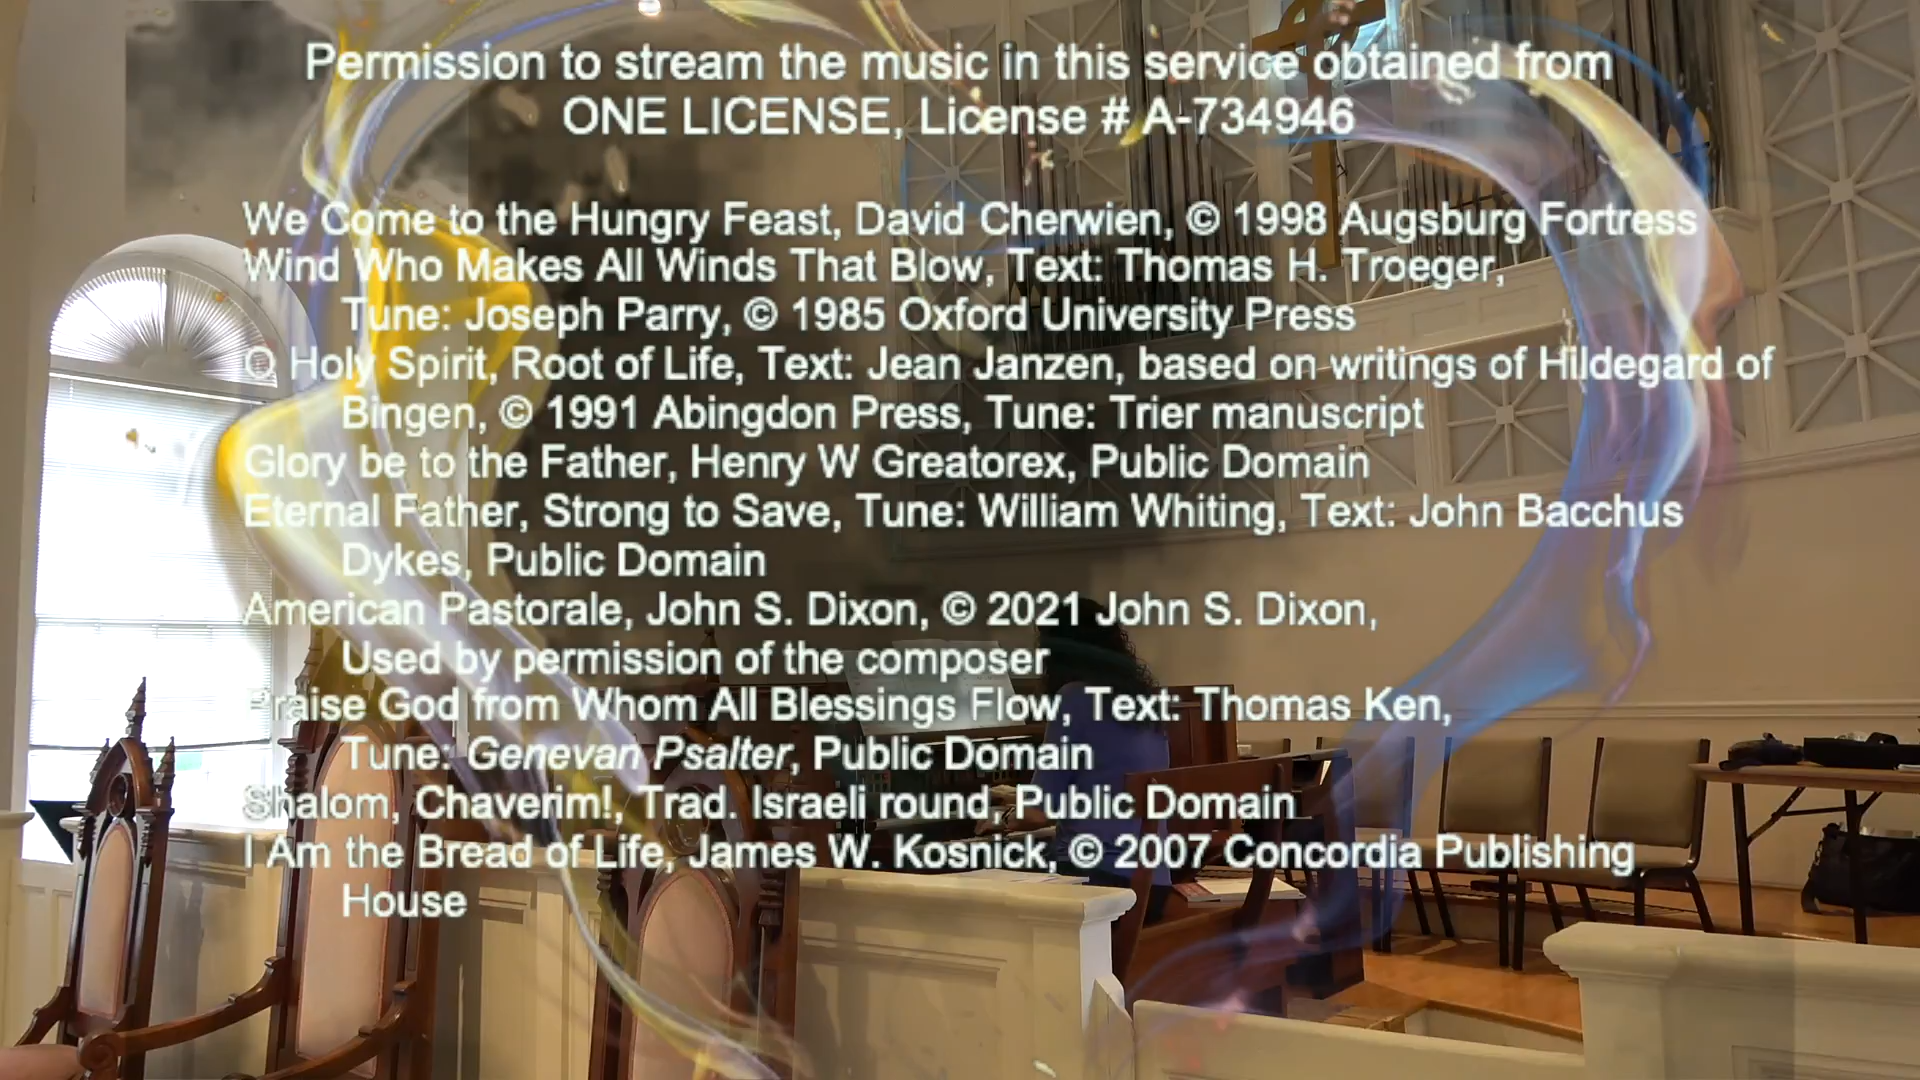 Permission to stream the music in this service obtained from
ONE LICENSE, License # A-734946
We Come to the Hungry Feast, David Cherwien, © 1998 Augsburg Fortress
Wind Who Makes All Winds That Blow, Text: Thomas H. Troeger,
Tune: Joseph Parry, © 1985 Oxford University Press
O Holy Spirit, Root of Life, Text: Jean Janzen, based on writings of Hildegard of
Bingen, © 1991 Abingdon Press, Tune: Trier manuscript
Glory be to the Father, Henry W Greatorex, Public Domain
Eternal Father, Strong to Save, Tune: William Whiting, Text: John Bacchus
Dykes, Public Domain
American Pastorale, John S. Dixon, © 2021 John S. Dixon,
Used by permission of the composer
Praise God from Whom All Blessings Flow, Text: Thomas Ken,
Tune: Genevan Psalter, Public Domain
Shalom, Chaverim!, Trad. Israeli round, Public Domain
I Am the Bread of Life, James W. Kosnick, © 2007 Concordia Publishing
House